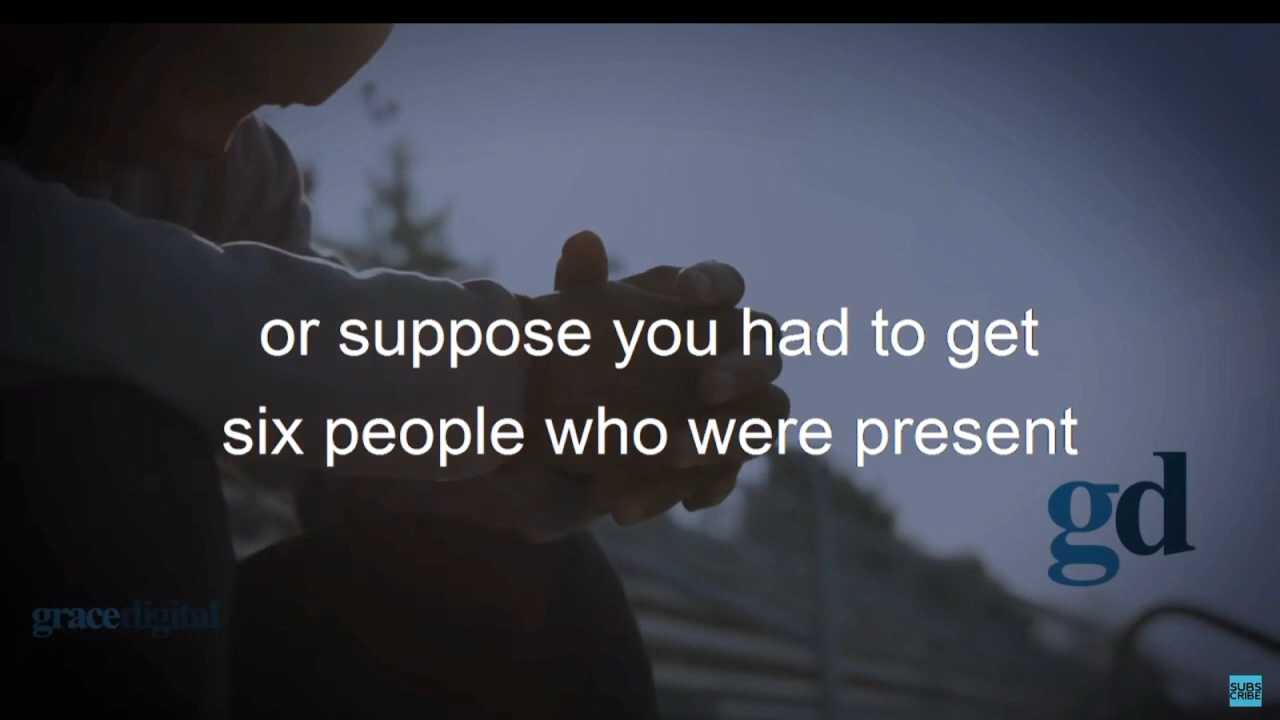 or suppose you had to get
six people who were present
gd
gracedigital
SUBS
CRIBE